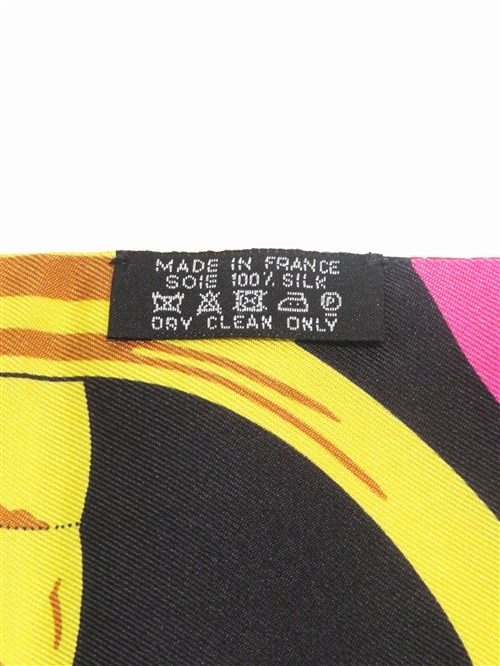 MADE IN FRANCE
SOIE 100% SILK
P
DRY CLEAN ONLY